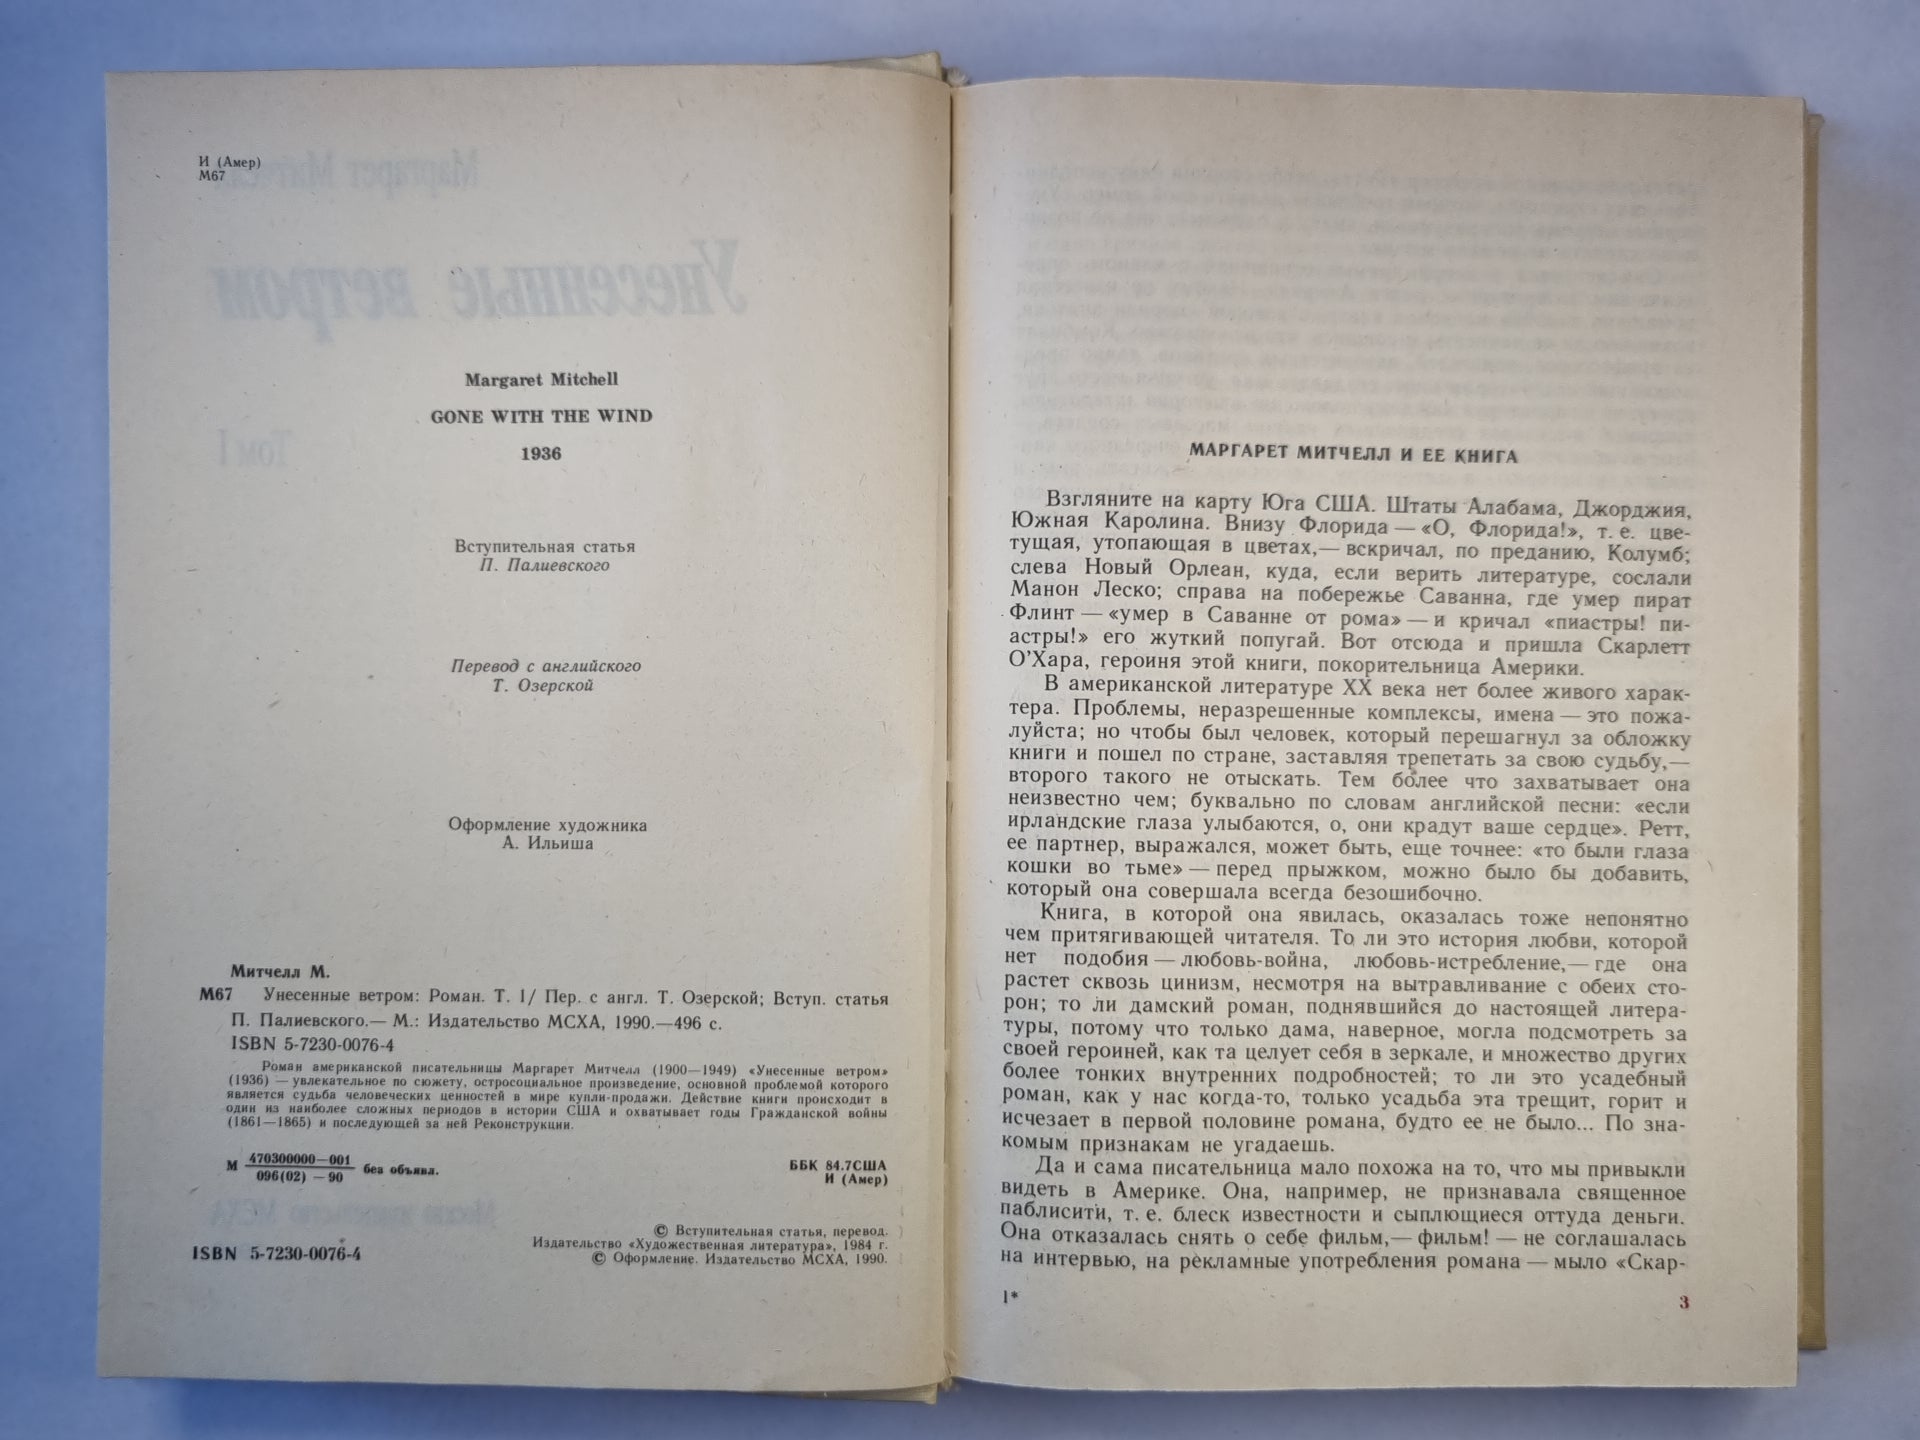 И (Амер)
М67
Margaret Mitchell
GONE WITH THE WIND
1936
Вступительная статья
П. Палиевского
Перевод с английского
Т. Озерской
Оформление художника
А. Ильиша
Митчелл М.
М67 Унесенные ветром: Роман. Т. 1/ Пер. с англ. Т. Озерской; Вступ. статья
П. Палиевского.— М.: Издательство МСХА, 1990.—496 с.
ISBN 5-7230-0076-4
Роман американской писательницы Маргарет Митчелл (1900—1949) «Унесенные ветром»
(1936) — увлекательное по сюжету, остросоциальное произведение, основной проблемой которого
является судьба человеческих ценностей в мире купли-продажи. Действие книги происходит в
один из наиболее сложных периодов в истории США и охватывает годы Гражданской войны
(1861—1865) и последующей за ней Реконструкции.
М 470300000—001
096(02) — 90 без объявл.
ББК 84.7США
И (Амер)
© Вступительная статья, перевод.
Издательство «Художественная литература», 1984 г.
© Оформление. Издательство МСХА, 1990.
ISBN 5-7230-0076-4
МАРГАРЕТ МИТЧЕЛЛ И ЕЕ КНИГА
Взгляните на карту Юга США. Штаты Алабама, Джорджия,
Южная Каролина. Внизу Флорида — «О, Флорида!», т. е. цве-
тущая, утопающая в цветах,— вскричал, по преданию, Колумб;
слева Новый Орлеан, куда, если верить литературе, сослали
Манон Леско; справа на побережье Саванна, где умер пират
Флинт — «умер в Саванне от рома» — и кричал «пиастры! пи-
астры!» его жуткий попугай. Вот отсюда и пришла Скарлетт
О’Хара, героиня этой книги, покорительница Америки.
В американской литературе XX века нет более живого харак-
тера. Проблемы, неразрешенные комплексы, имена — это пожа-
луйста; но чтобы был человек, который перешагнул за обложку
книги и пошел по стране, заставляя трепетать за свою судьбу,—
второго такого не отыскать. Тем более что захватывает она
неизвестно чем; буквально по словам английской песни: «если
ирландские глаза улыбаются, о, они крадут ваше сердце». Ретт,
ее партнер, выражался, может быть, еще точнее: «то были глаза
кошки во тьме» — перед прыжком, можно было бы добавить,
который она совершала всегда безошибочно.
Книга, в которой она явилась, оказалась тоже непонятно
чем притягивающей читателя. То ли это история любви, которой
нет подобия — любовь-война, любовь-истребление,— где она
растет сквозь цинизм, несмотря на вытравливание с обеих сто-
рон; то ли дамский роман, поднявшийся до настоящей литера-
туры, потому что только дама, наверное, могла подсмотреть за
своей героиней, как та целует себя в зеркале, и множество других
более тонких внутренних подробностей; то ли это усадебный
роман, как у нас когда-то, только усадьба эта трещит, горит и
исчезает в первой половине романа, будто ее не было... По зна-
комым признакам не угадаешь.
Да и сама писательница мало похожа на то, что мы привыкли
видеть в Америке. Она, например, не признавала священное
паблисити, т. е. блеск известности и сыплющиеся оттуда деньги.
Она отказалась снять о себе фильм,— фильм! — не соглашалась
на интервью, на рекламные употребления романа — мыло «Скар-
1*
3